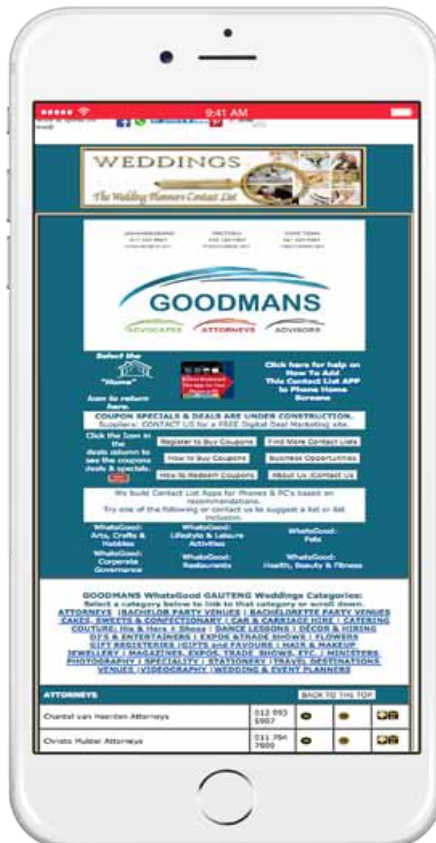 9:41 AM
WEDDINGS
The Wedding Planners Contact List
JOHANNESBURG PRETORIA CAPE TOWN
GOODMANS
ADVOCATES ATTORNEYS ADVISORS
Select the
"Home"
Icon to return
here.
Click here for help on
How To Add
This Contact List APP
to Phone Home
Screens
COUPON SPECIALS & DEALS ARE UNDER CONSTRUCTION.
Suppliers: CONTACT US for a FREE Digital Deal Marketing site.
Click the Icon in
the
deals column to
see the coupons
deals & specials.
Register to Buy Coupons
Find More Contact Lists
How to Buy Coupons
Business Opportunities
How to Redeem Coupons
About Us |Contact Us
We build Contact List Apps for Phones & PC's based on
recommendations.
Try one of the following or contact us to suggest a list or list
inclusion.
WhatsGood:
Arts, Crafts &
Hobbies
WhatsGood:
Lifestyle & Leisure
Activities
WhatsGood:
Pets
WhatsGood:
Corporate
Governance
WhatsGood:
Restaurants
WhatsGood:
Health, Beauty & Fitness
GOODMANS WhatsGood GAUTENG Weddings Categories:
Select a category below to link to that category or scroll down.
ATTORNEYS |BACHELOR PARTY VENUES | BACHELORETTE PARTY VENUES
CAKES, SWEETS & CONFECTIONARY | CAR & CARRIAGE HIRE | CATERING
COUTURE: His & Hers + Shoes | DANCE LESSONS | DÉCOR & HIRING
DJ'S & ENTERTAINERS | EXPOS &TRADE SHOWS | FLOWERS
GIFT REGISTRIES |GIFTS and FAVOURS | HAIR & MAKEUP
JEWELLERY | MAGAZINES, EXPOS, TRADE SHOWS, ETC. | MINISTERS
PHOTOGRAPHY | SPECIALITY | STATIONERY |TRAVEL DESTINATIONS
VENUES |VIDEOGRAPHY |WEDDING & EVENT PLANNERS
ATTORNEYS BACK TO THE TOP
Chantel van Heerden Attorneys
Christo Mulder Attorneys